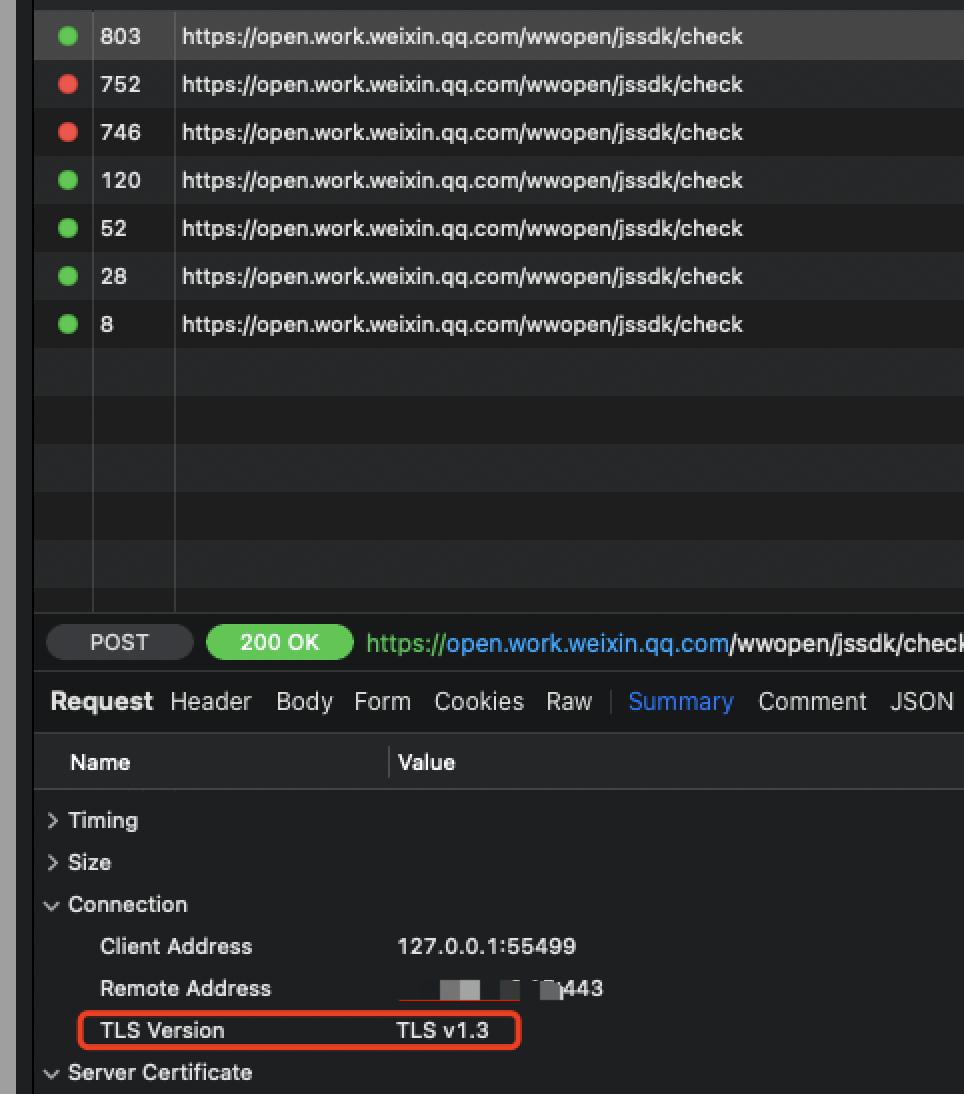 803 https://open.work.weixin.qq.com/wwopen/jssdk/check
752 https://open.work.weixin.qq.com/wwopen/jssdk/check
746 https://open.work.weixin.qq.com/wwopen/jssdk/check
120 https://open.work.weixin.qq.com/wwopen/jssdk/check
52 https://open.work.weixin.qq.com/wwopen/jssdk/check
28 https://open.work.weixin.qq.com/wwopen/jssdk/check
8 https://open.work.weixin.qq.com/wwopen/jssdk/check
POST 200 OK https://open.work.weixin.qq.com/wwopen/jssdk/check
Request Header Body Form Cookies Raw Summary Comment JSON
Name Value
Timing
Size
Connection
Client Address 127.0.0.1:55499
Remote Address 443
TLS Version TLS v1.3
Server Certificate